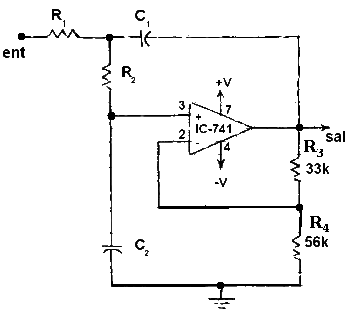 R1 C1
ent
R2
+V
3 7
+ IC-741
2 - 4
sal
-V
R3
33k
R4
56k
C2